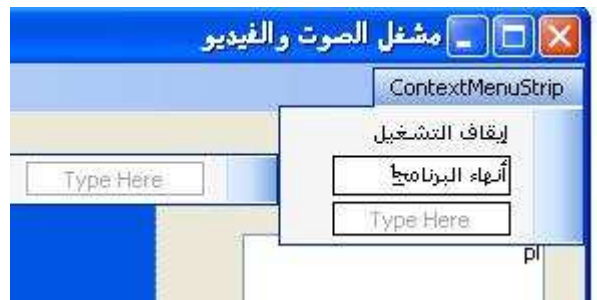 مشغل الصوت والفيديو
ContextMenuStrip
إيقاف التشغيل
أنهاء البرنامج
Type Here
Type Here
pl